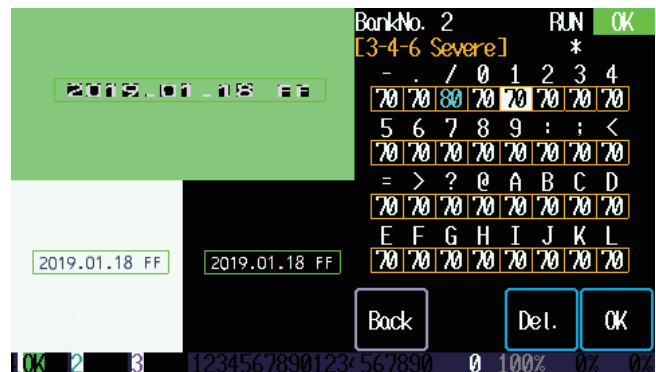 BankNo. 2 RUN OK
[3-4-6 Severe] *
- . / 0 1 2 3 4
70 70 80 70 70 70 70 70
5 6 7 8 9 : ; <
70 70 70 70 70 70 70 70
= > ? @ A B C D
70 70 70 70 70 70 70 70
E F G H I J K L
70 70 70 70 70 70 70 70
2019.01.18 FF
2019.01.18 FF
2019.01.18 FF
Back Del. OK
1 OK 2 3 12345678901234567890 0 100% 0% 0%